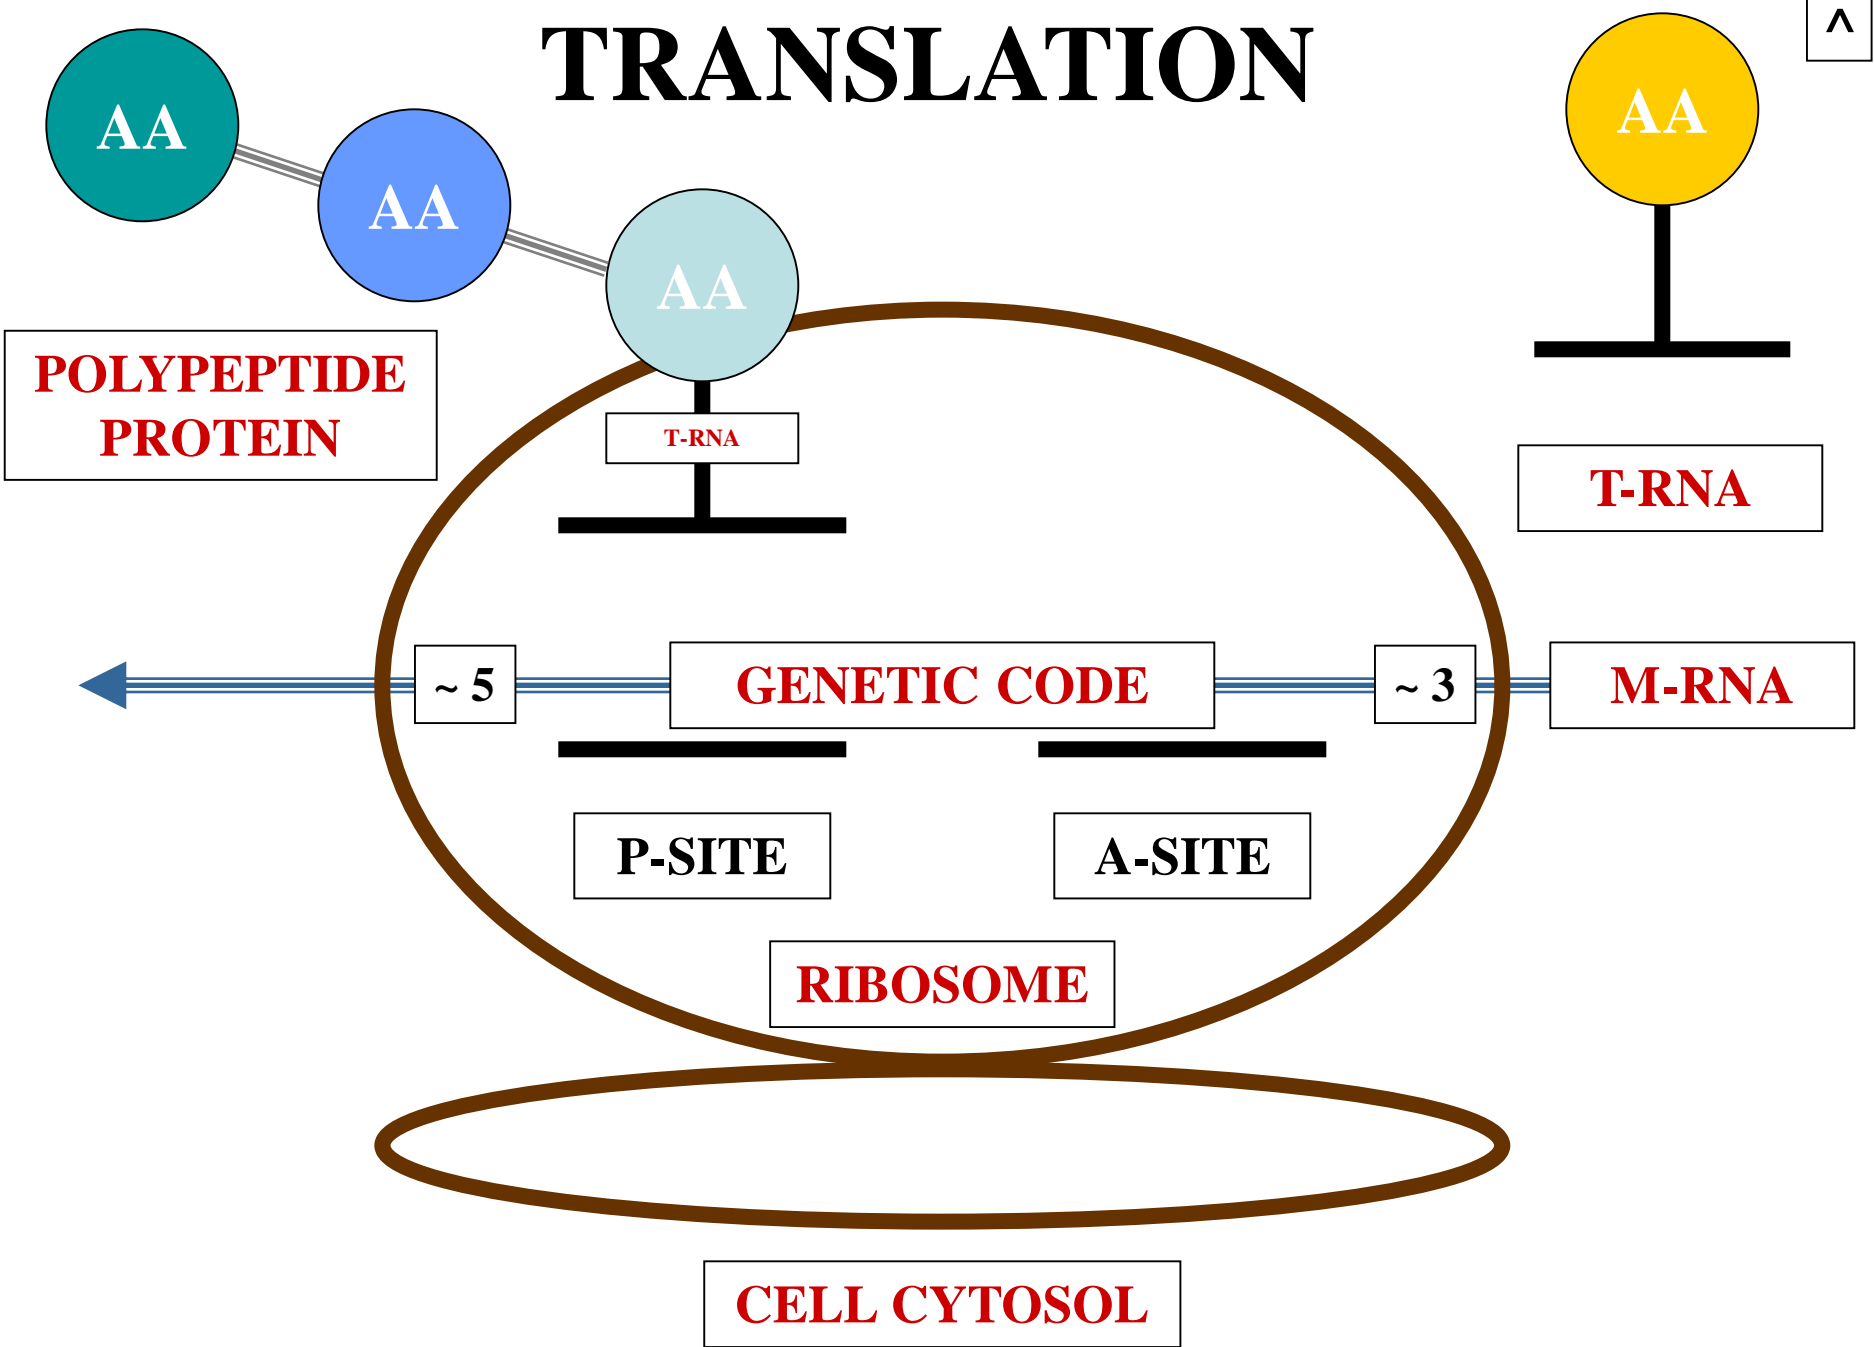 TRANSLATION
^
AA
AA
AA
AA
POLYPEPTIDE
PROTEIN
T-RNA
T-RNA
~ 5
GENETIC CODE
~ 3
M-RNA
P-SITE
A-SITE
RIBOSOME
CELL CYTOSOL